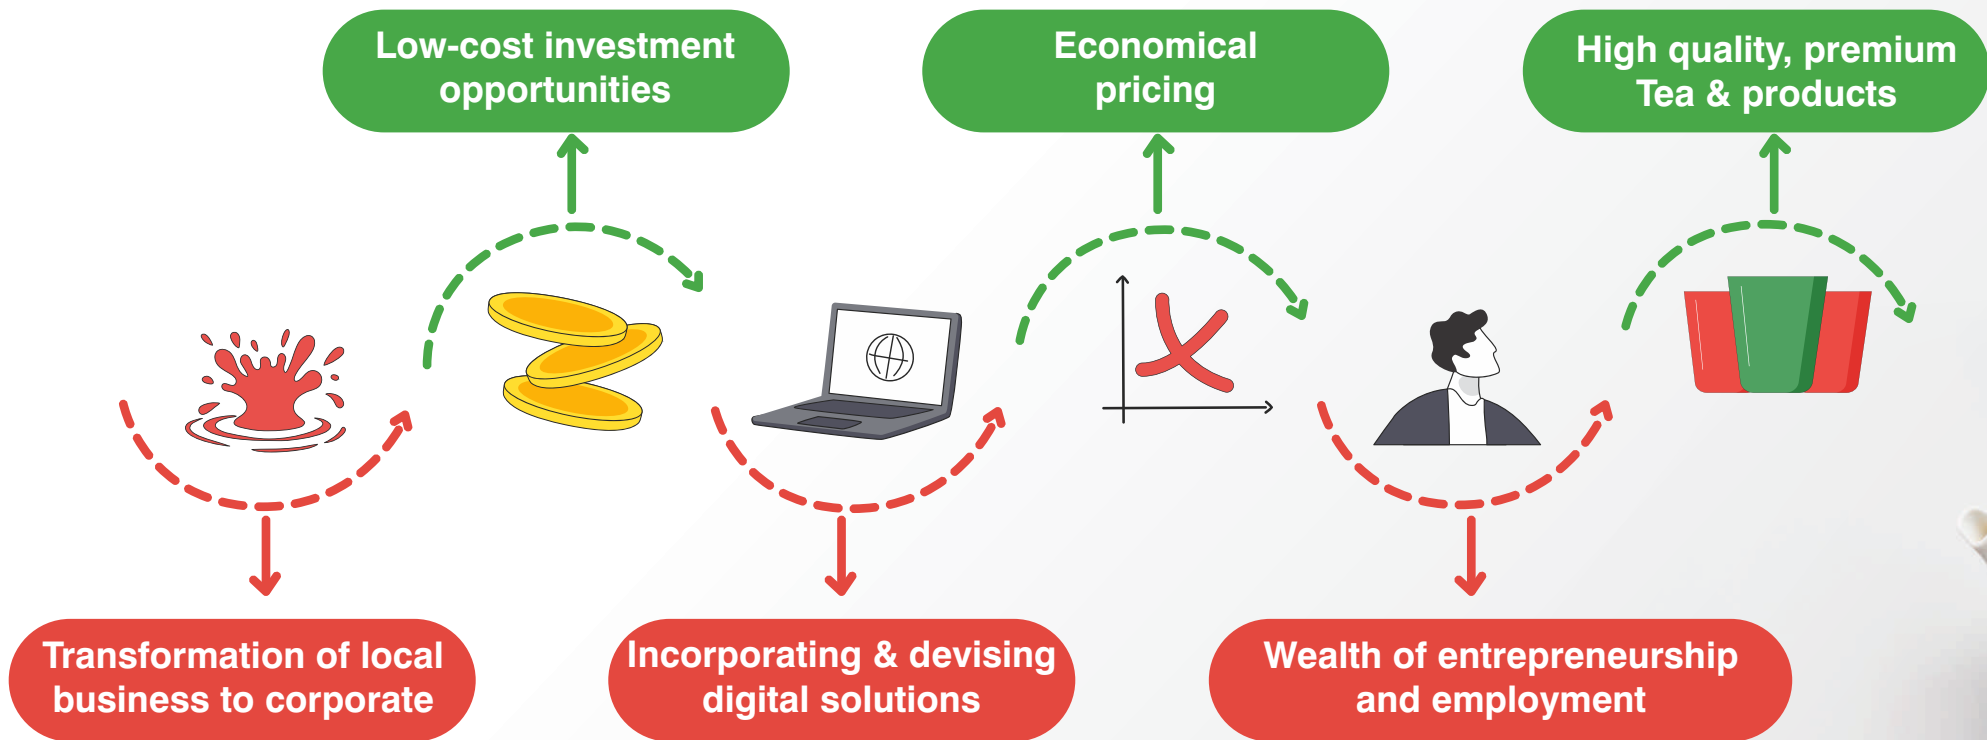 Low-cost investment
opportunities
Economical
pricing
High quality, premium
Tea & products
Transformation of local
business to corporate
Incorporating & devising
digital solutions
Wealth of entrepreneurship
and employment